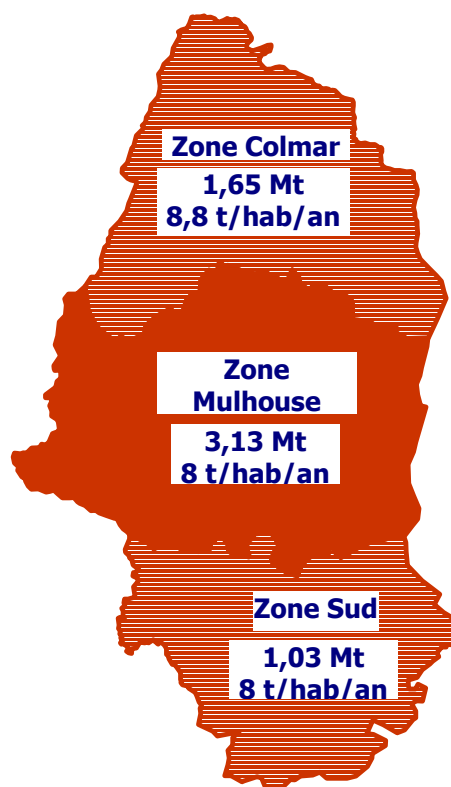 Zone Colmar
1,65 Mt
8,8 t/hab/an
Zone
Mulhouse
3,13 Mt
8 t/hab/an
Zone Sud
1,03 Mt
8 t/hab/an